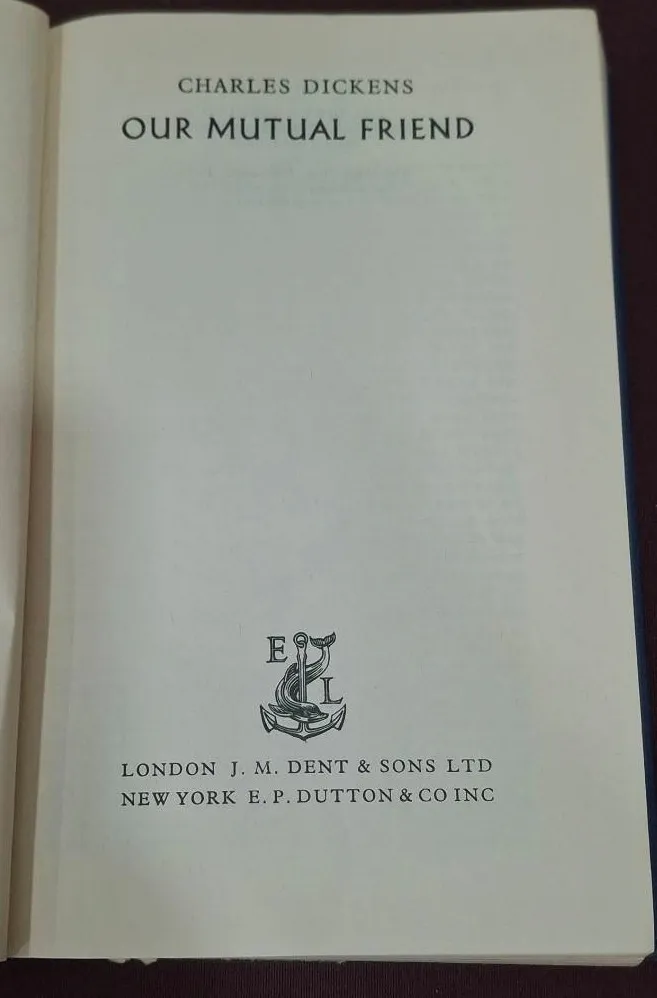 CHARLES DICKENS
OUR MUTUAL FRIEND
E
L
LONDON J. M. DENT & SONS LTD
NEW YORK E. P. DUTTON & CO INC